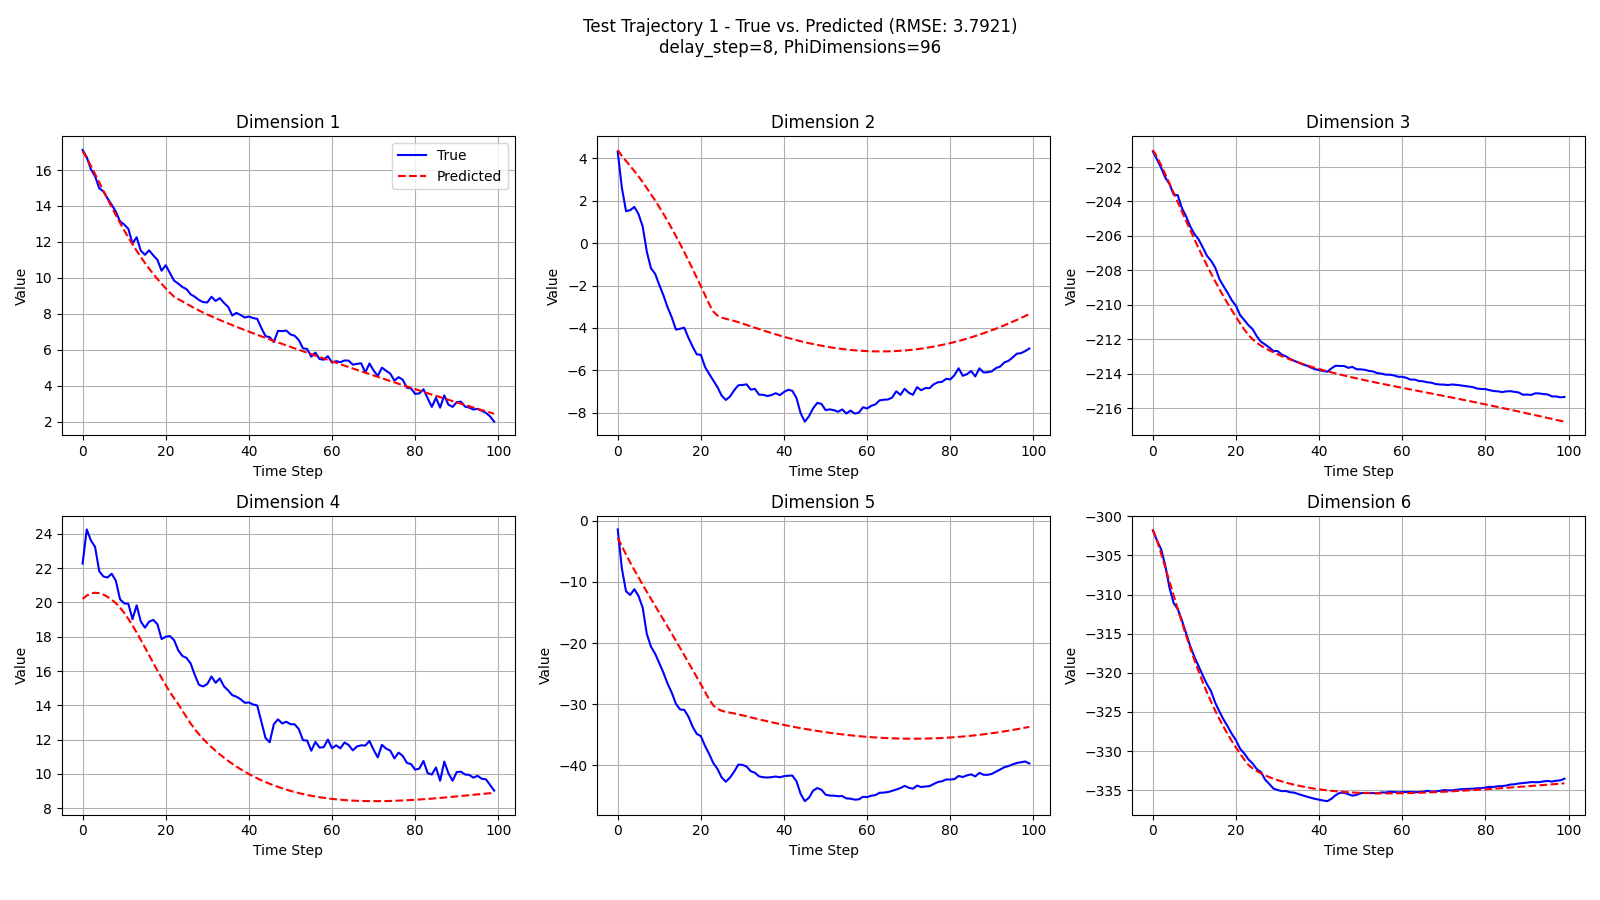 Test Trajectory 1 - True vs. Predicted (RMSE: 3.7921)
delay_step=8, PhiDimensions=96
Dimension 1
True
Predicted
Value
16
14
12
10
8
6
4
2
0 20 40 60 80 100
Time Step
Dimension 2
Value
4
2
0
−2
−4
−6
−8
0 20 40 60 80 100
Time Step
Dimension 3
Value
−202
−204
−206
−208
−210
−212
−214
−216
0 20 40 60 80 100
Time Step
Dimension 4
Value
24
22
20
18
16
14
12
10
8
0 20 40 60 80 100
Time Step
Dimension 5
Value
0
−10
−20
−30
−40
0 20 40 60 80 100
Time Step
Dimension 6
Value
−300
−305
−310
−315
−320
−325
−330
−335
0 20 40 60 80 100
Time Step